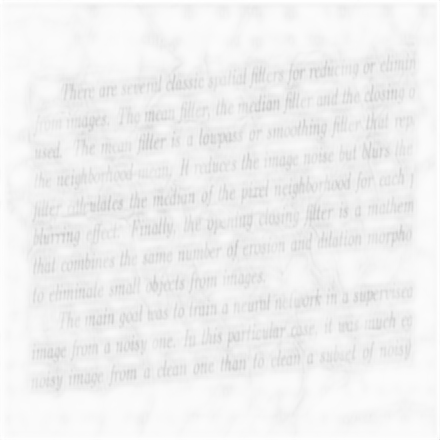 There are several classic spatial filters for reducing or elimin
from images. The mean filter, the median filter and the closing o
used. The mean filter is a lowpass or smoothing filter that rep
the neighborhood mean. It reduces the image noise but blurs the
filter calculates the median of the pixel neighborhood for each p
blurring effect. Finally, the opening closing filter is a mathem
that combines the same number of erosion and dilation morpho
to eliminate small objects from images.
The main goal was to train a neural network in a supervised
image from a noisy one. In this particular case, it was much ea
noisy image from a clean one than to clean a subset of noisy